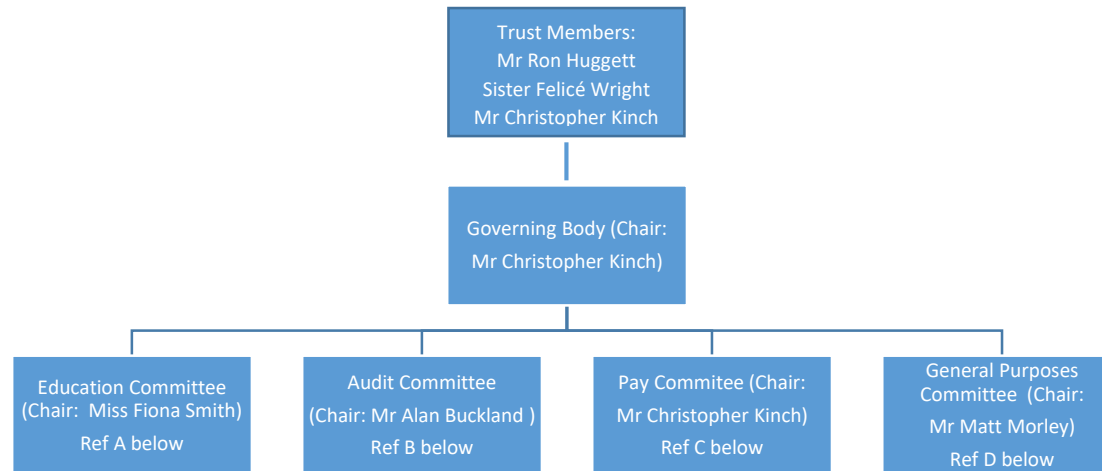 Trust Members:
Mr Ron Huggett
Sister Felicé Wright
Mr Christopher Kinch
Governing Body (Chair:
Mr Christopher Kinch)
Education Committee
(Chair:  Miss Fiona Smith)
Ref A below
Audit Committee
(Chair: Mr Alan Buckland )
Ref B below
Pay Commitee (Chair:
Mr Christopher Kinch)
Ref C below
General Purposes
Committee  (Chair:
Mr Matt Morley)
Ref D below